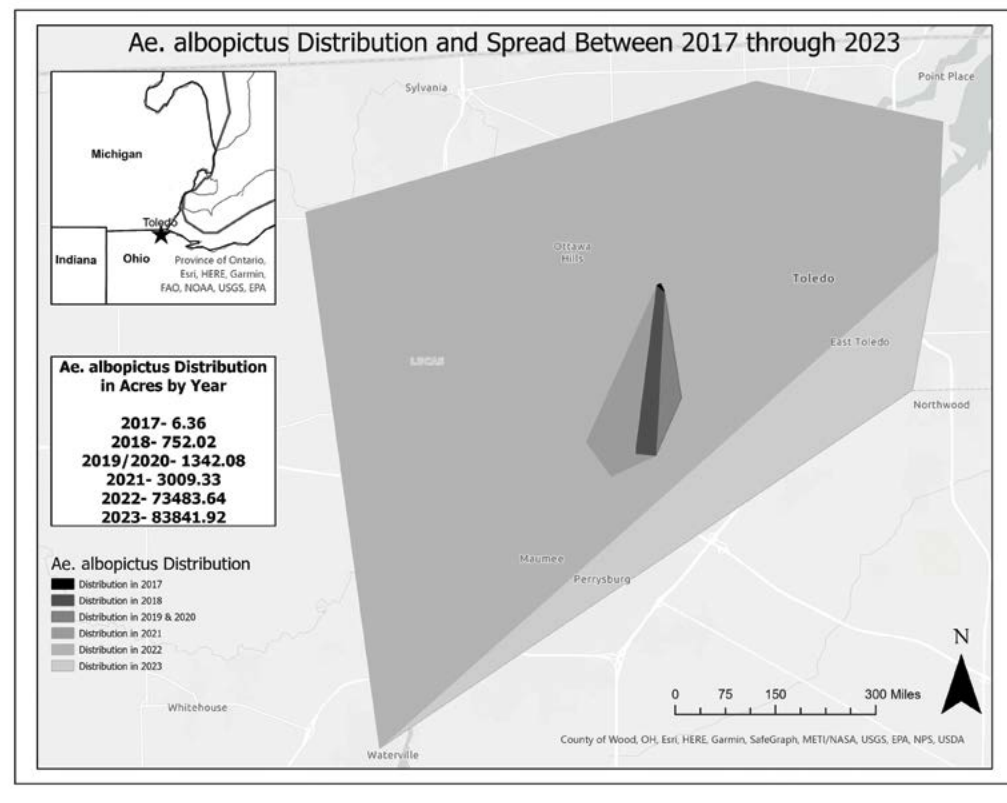 Ae. albopictus Distribution and Spread Between 2017 through 2023
Michigan
Toledo
Indiana
Ohio
Province of Ontario,
Esri, HERE, Garmin,
FAO, NOAA, USGS, EPA
Sylvania
Point Place
Ottawa
Hills
Toledo
LUCAS
East Toledo
Northwood
Maumee
Perrysburg
Whitehouse
Waterville
Ae. albopictus Distribution
in Acres by Year
2017- 6.36
2018- 752.02
2019/2020- 1342.08
2021- 3009.33
2022- 73483.64
2023- 83841.92
Ae. albopictus Distribution
Distribution in 2017
Distribution in 2018
Distribution in 2019 & 2020
Distribution in 2021
Distribution in 2022
Distribution in 2023
N
0 75 150 300 Miles
County of Wood, OH, Esri, HERE, Garmin, SafeGraph, METI/NASA, USGS, EPA, NPS, USDA